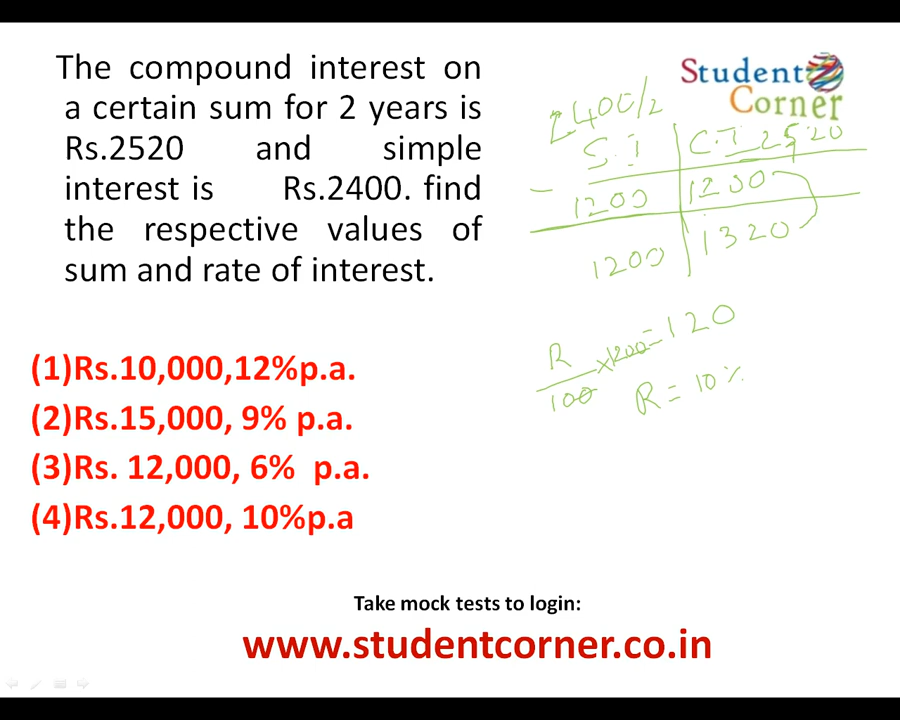 The compound interest on
a certain sum for 2 years is
Rs.2520 and simple
interest is Rs.2400. find
the respective values of
sum and rate of interest.
(1)Rs.10,000,12%p.a.
(2)Rs.15,000, 9% p.a.
(3)Rs. 12,000, 6% p.a.
(4)Rs.12,000, 10%p.a
Student
Corner
2400/2
S.I C.I 2520
1200 1200
1200 1320
R/100 × 1200 = 120
R = 10%
Take mock tests to login:
www.studentcorner.co.in